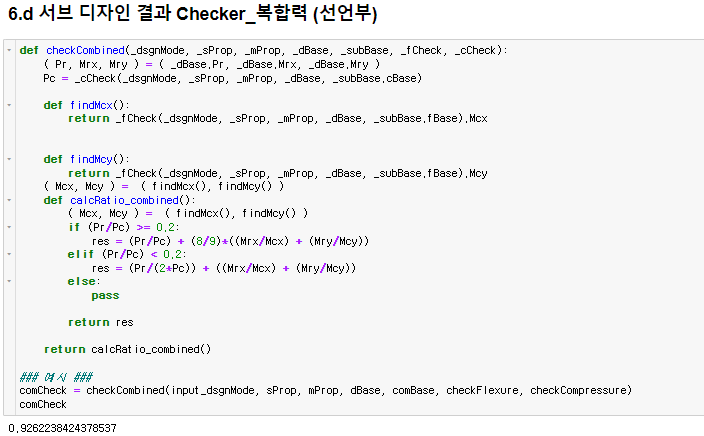 6.d 서브 디자인 결과 Checker_복합력 (선언부)
def checkCombined(_dsgnMode, _sProp, _mProp, _dBase, _subBase, _fCheck, _cCheck):
( Pr, Mrx, Mry ) = ( _dBase.Pr, _dBase.Mrx, _dBase.Mry )
Pc = _cCheck(_dsgnMode, _sProp, _mProp, _dBase, _subBase.cBase)
def findMcx():
return _fCheck(_dsgnMode, _sProp, _mProp, _dBase, _subBase.fBase).Mcx
def findMcy():
return _fCheck(_dsgnMode, _sProp, _mProp, _dBase, _subBase.fBase).Mcy
( Mcx, Mcy ) =  ( findMcx(), findMcy() )
def calcRatio_combined():
( Mcx, Mcy ) =  ( findMcx(), findMcy() )
if (Pr/Pc) >= 0.2:
res = (Pr/Pc) + (8/9)*((Mrx/Mcx) + (Mry/Mcy))
elif (Pr/Pc) < 0.2:
res = (Pr/(2*Pc)) + ((Mrx/Mcx) + (Mry/Mcy))
else:
pass
return res
return calcRatio_combined()
### 예시 ###
comCheck = checkCombined(input_dsgnMode, sProp, mProp, dBase, comBase, checkFlexure, checkCompressure)
comCheck
0.9262238424378537